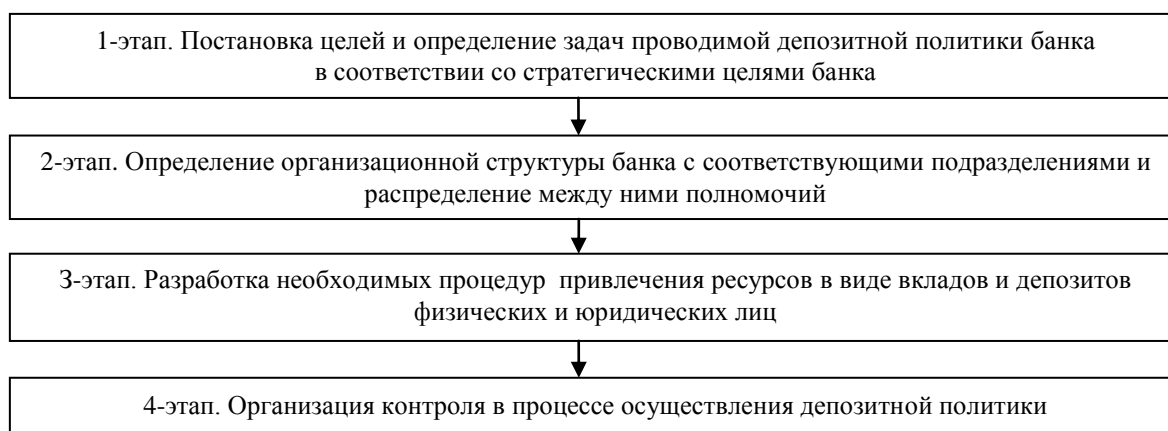 1-этап. Постановка целей и определение задач проводимой депозитной политики банка
в соответствии со стратегическими целями банка
2-этап. Определение организационной структуры банка с соответствующими подразделениями и
распределение между ними полномочий
3-этап. Разработка необходимых процедур привлечения ресурсов в виде вкладов и депозитов
физических и юридических лиц
4-этап. Организация контроля в процессе осуществления депозитной политики